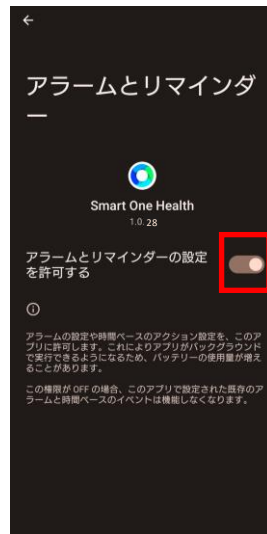 アラームとリマインダ
ー
Smart One Health
1.0.28
アラームとリマインダーの設定
を許可する
アラームの設定や時間ベースのアクション設定を、このア
プリに許可します。これによりアプリがバックグラウンド
で実行できるようになるため、バッテリーの使用量が増え
ることがあります。
この権限が OFF の場合、このアプリで設定された既存のア
ラームと時間ベースのイベントは機能しなくなります。